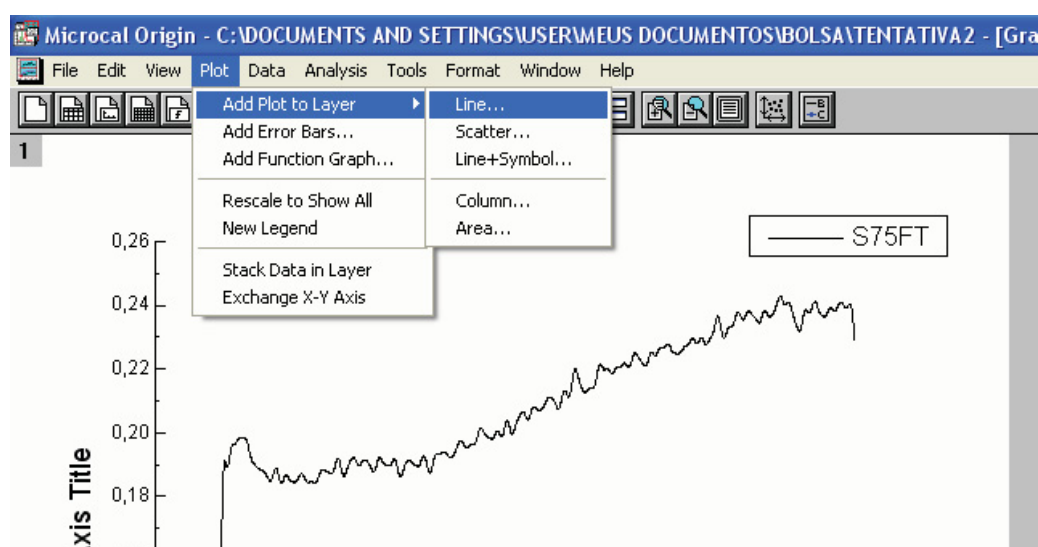 Microcal Origin - C:\DOCUMENTS AND SETTINGS\USER\MEUS DOCUMENTOS\BOLSA\TENTATIVA2 - [Gra
File Edit View Plot Data Analysis Tools Format Window Help
Add Plot to Layer
Add Error Bars...
Add Function Graph...
Rescale to Show All
New Legend
Stack Data in Layer
Exchange X-Y Axis
Line...
Scatter...
Line+Symbol...
Column...
Area...
1
S75FT
0,26
0,24
0,22
0,20
0,18
xis Title